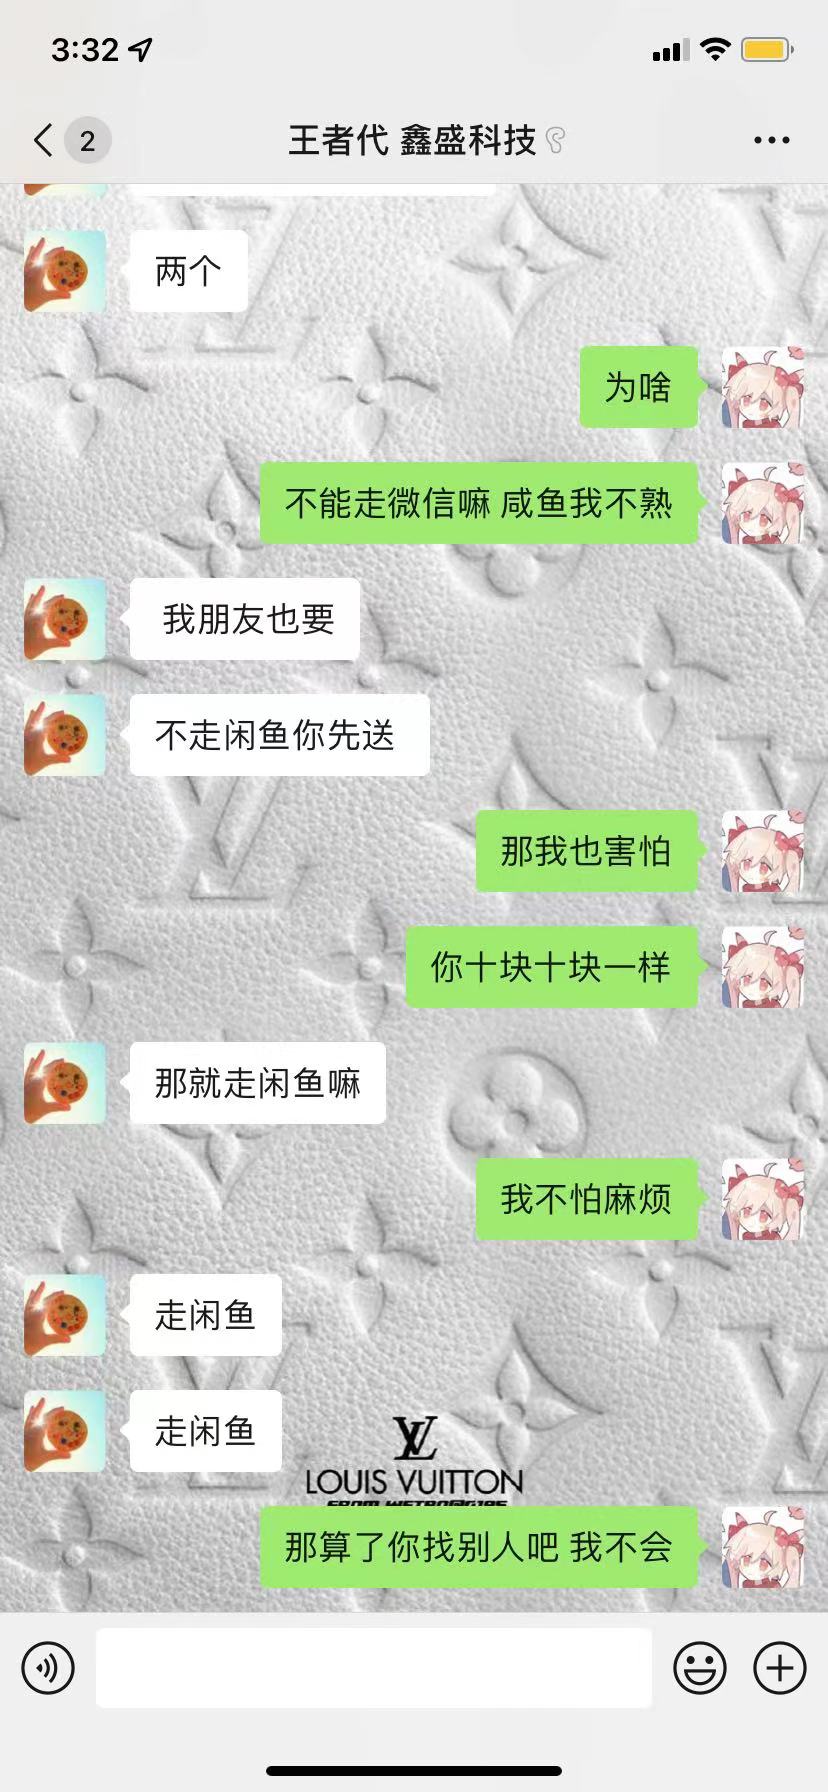 3:32
2
王者代 鑫盛科技
两个
为啥
不能走微信嘛 咸鱼我不熟
我朋友也要
不走闲鱼你先送
那我也害怕
你十块十块一样
那就走闲鱼嘛
我不怕麻烦
走闲鱼
走闲鱼
LV
LOUIS VUITTON
那算了你找别人吧 我不会